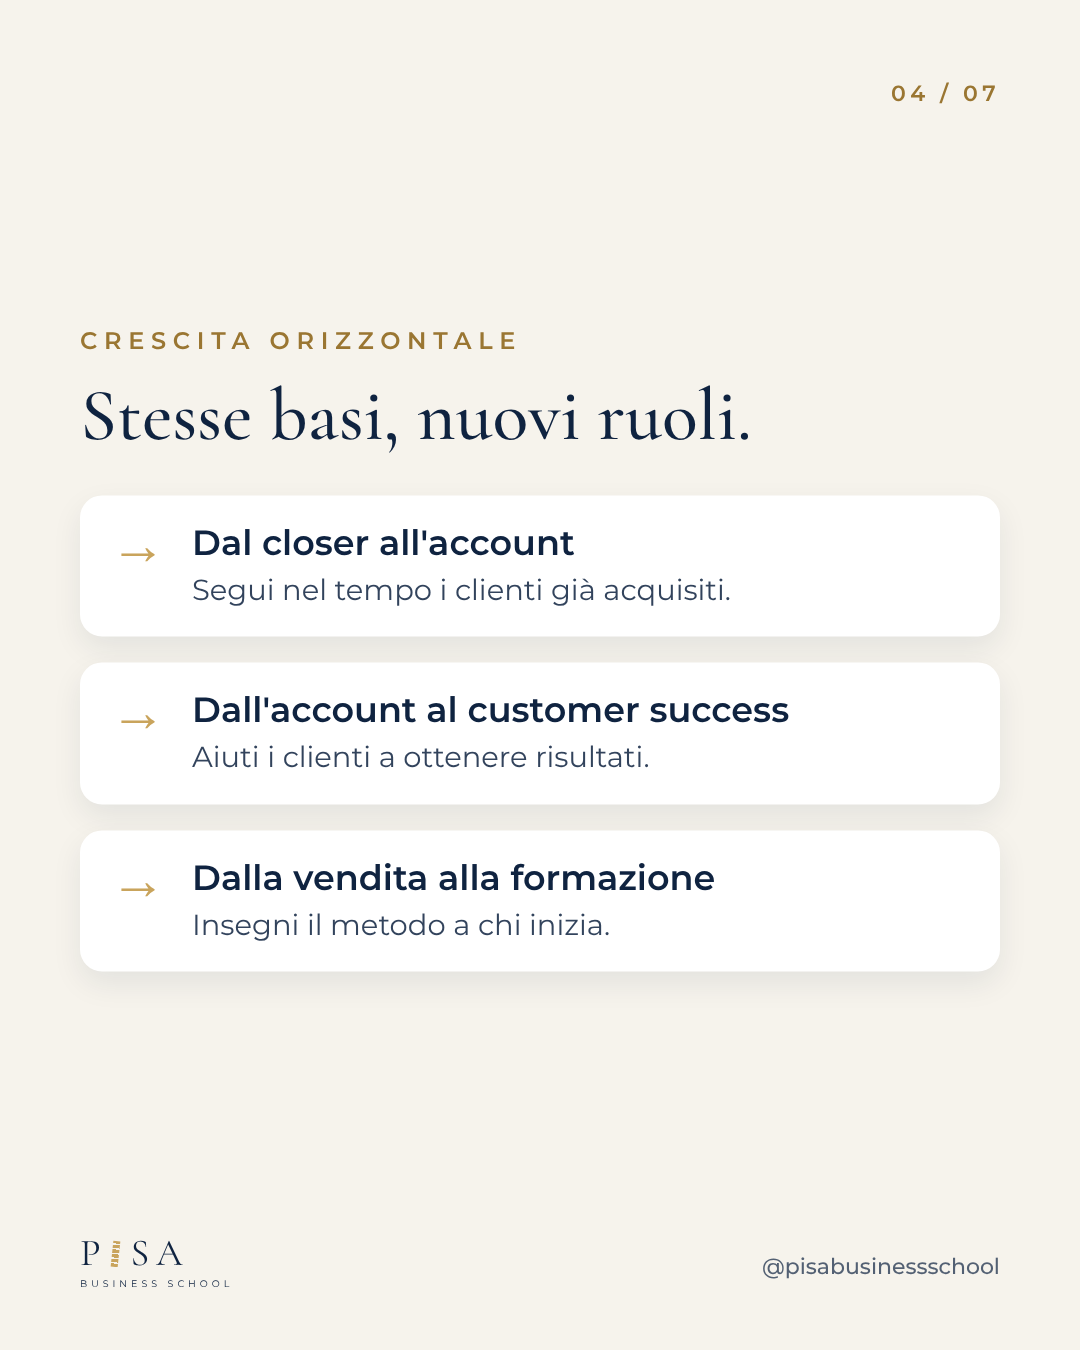 04 / 07
CRESCITA ORIZZONTALE
Stesse basi, nuovi ruoli.
→ Dal closer all'account
Segui nel tempo i clienti già acquisiti.
→ Dall'account al customer success
Aiuti i clienti a ottenere risultati.
→ Dalla vendita alla formazione
Insegni il metodo a chi inizia.
PISA
BUSINESS SCHOOL
@pisabusinessschool